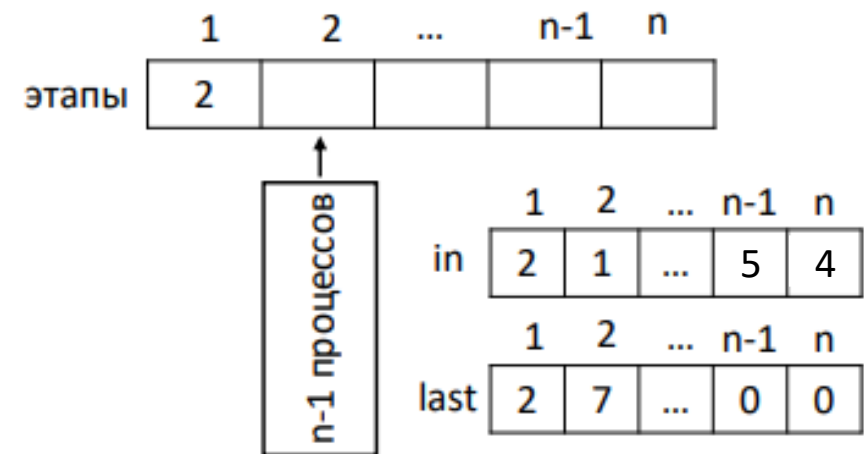 1 2 ... n-1 n
этапы 2
n-1 процессов
1 2 ... n-1 n
in 2 1 ... 5 4
1 2 ... n-1 n
last 2 7 ... 0 0